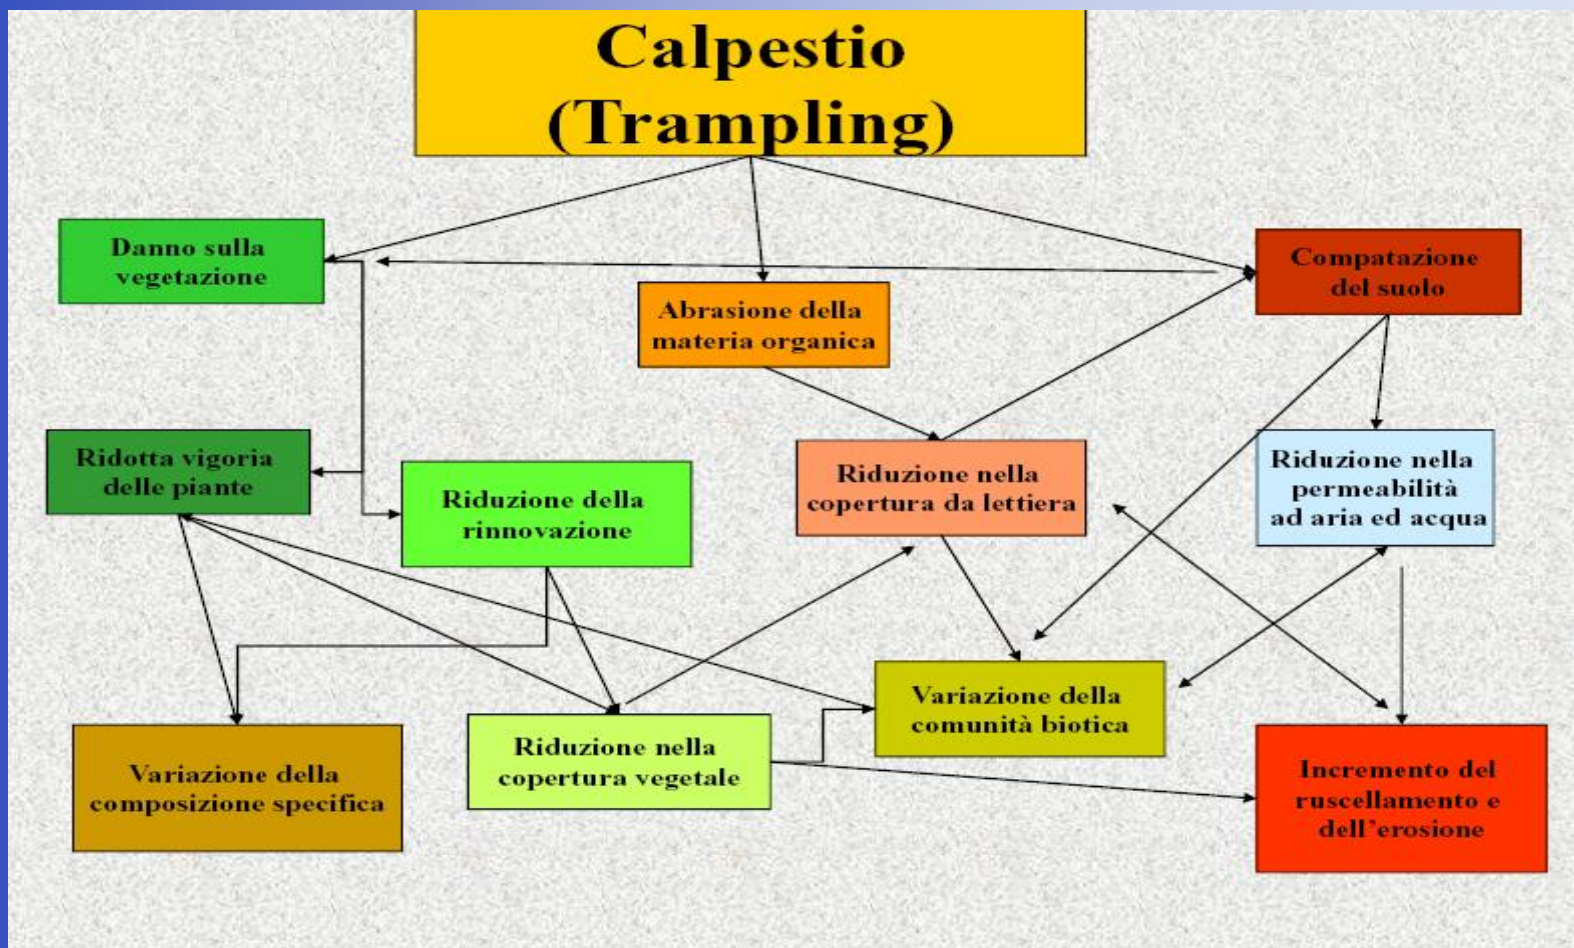 Calpestio
(Trampling)
Danno sulla
vegetazione
Compatazione
del suolo
Abrasione della
materia organica
Ridotta vigoria
delle piante
Riduzione della
rinnovazione
Riduzione nella
copertura da lettiera
Riduzione nella
permeabilità
ad aria ed acqua
Variazione della
composizione specifica
Riduzione nella
copertura vegetale
Variazione della
comunità biotica
Incremento del
ruscellamento e
dell'erosione